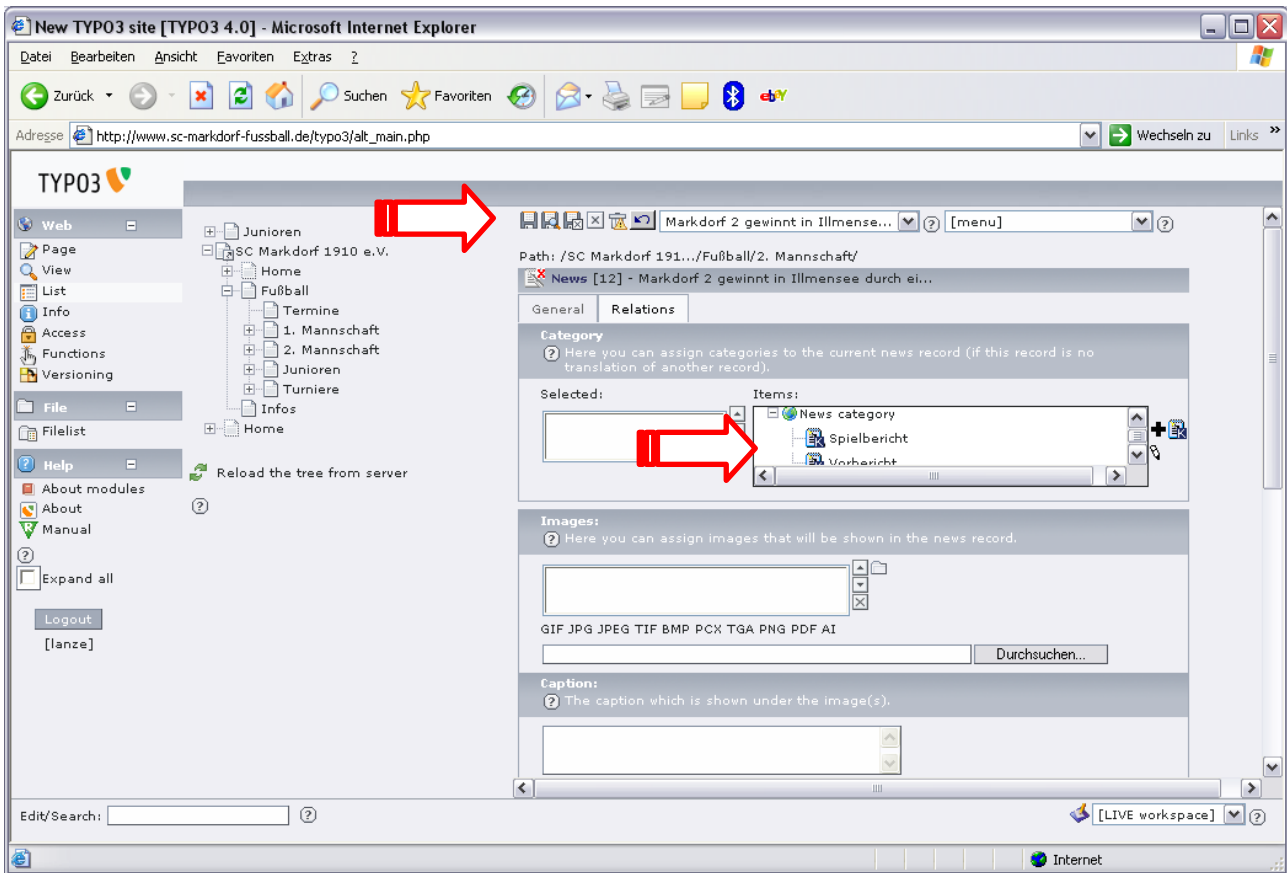 New TYPO3 site [TYPO3 4.0] - Microsoft Internet Explorer
Datei Bearbeiten Ansicht Favoriten Extras ?
Zurück Suchen Favoriten ebY
Adresse http://www.sc-markdorf-fussball.de/typo3/alt_main.php Wechseln zu Links »
TYPO3
Web
Page
View
List
Info
Access
Functions
Versioning
File
Filelist
Help
About modules
About
Manual
Expand all
Logout
[lanze]
Junioren
SC Markdorf 1910 e.V.
Home
Fußball
Termine
1. Mannschaft
2. Mannschaft
Junioren
Turniere
Infos
Home
Reload the tree from server
Markdorf 2 gewinnt in Illmense... [menu]
Path: /SC Markdorf 191.../Fußball/2. Mannschaft/
News [12] - Markdorf 2 gewinnt in Illmensee durch ei...
General Relations
Category
Here you can assign categories to the current news record (if this record is no
translation of another record).
Selected: Items:
News category
Spielbericht
Vorbericht
Images:
Here you can assign images that will be shown in the news record.
GIF JPG JPEG TIF BMP PCX TGA PNG PDF AI
Durchsuchen...
Caption:
The caption which is shown under the image(s).
Edit/Search: [LIVE workspace]
Internet